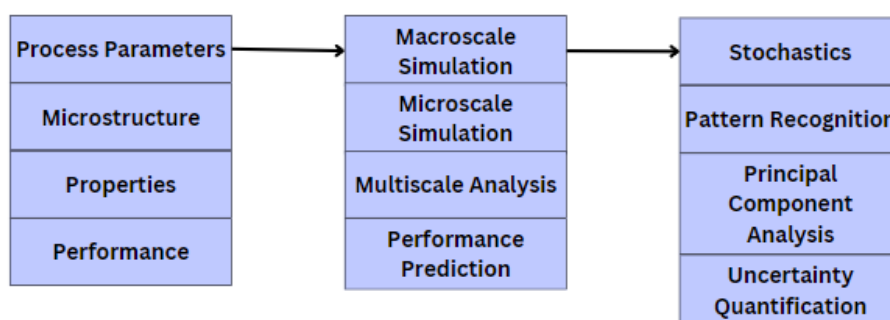 Process Parameters
Microstructure
Properties
Performance
Macroscale
Simulation
Microscale
Simulation
Multiscale Analysis
Performance
Prediction
Stochastics
Pattern Recognition
Principal
Component
Analysis
Uncertainty
Quantification